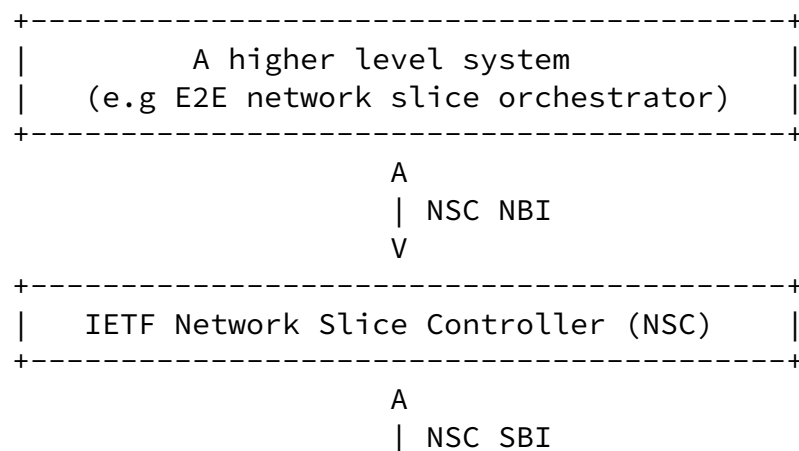 +------------------------------------------+
|         A higher level system            |
|   (e.g E2E network slice orchestrator)   |
+------------------------------------------+
                     A
                     | NSC NBI
                     V
+------------------------------------------+
|   IETF Network Slice Controller (NSC)    |
+------------------------------------------+
                     A
                     | NSC SBI